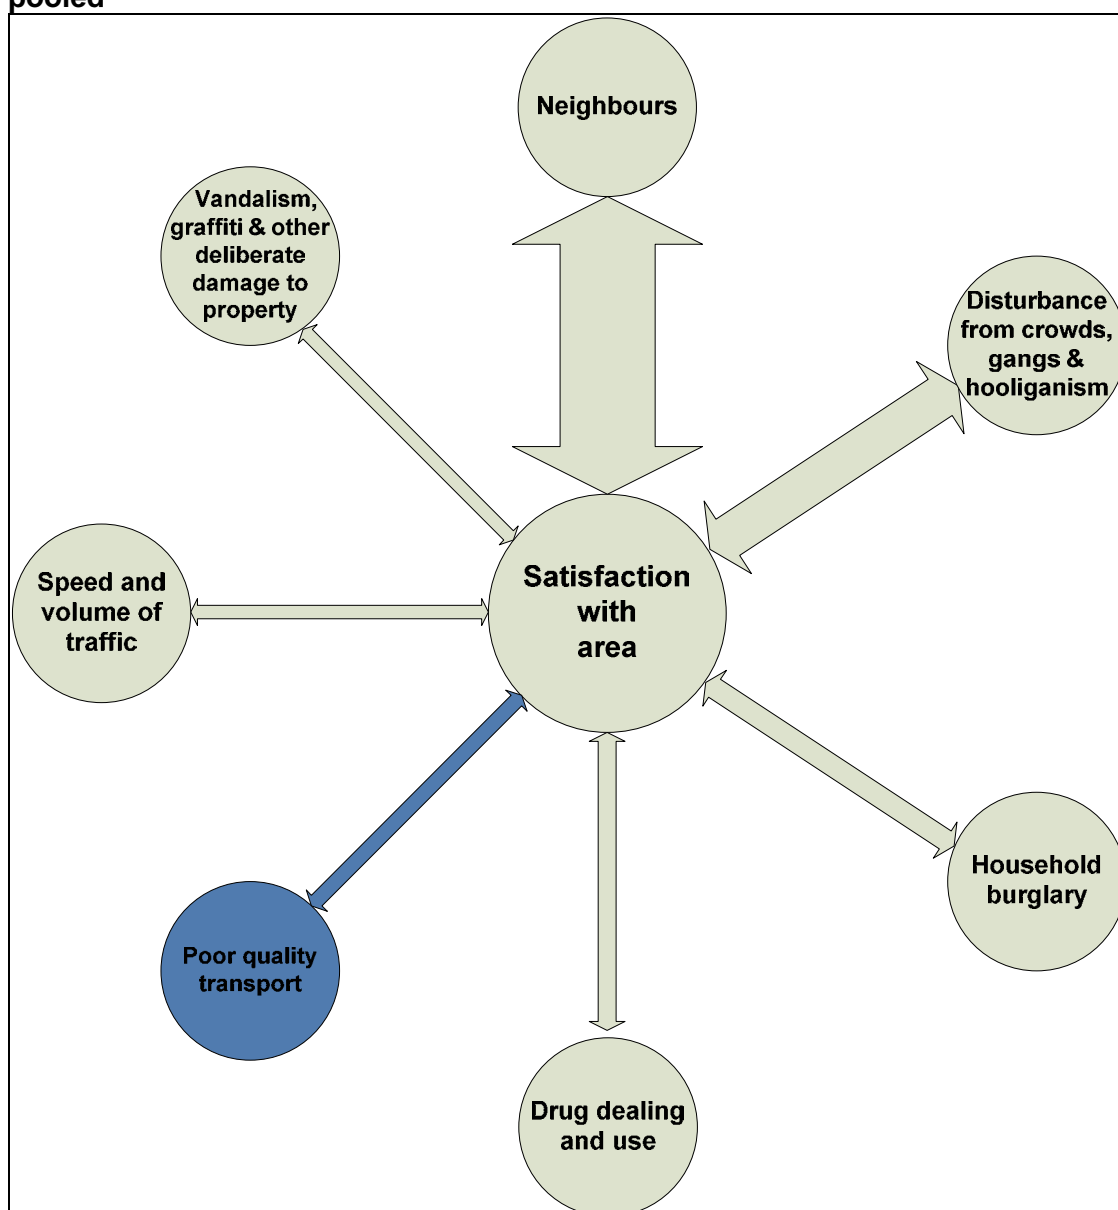 pooled
Neighbours
Vandalism,
graffiti & other
deliberate
damage to
property
Disturbance
from crowds,
gangs &
hooliganism
Speed and
volume of
traffic
Satisfaction
with
area
Household
burglary
Poor quality
transport
Drug dealing
and use